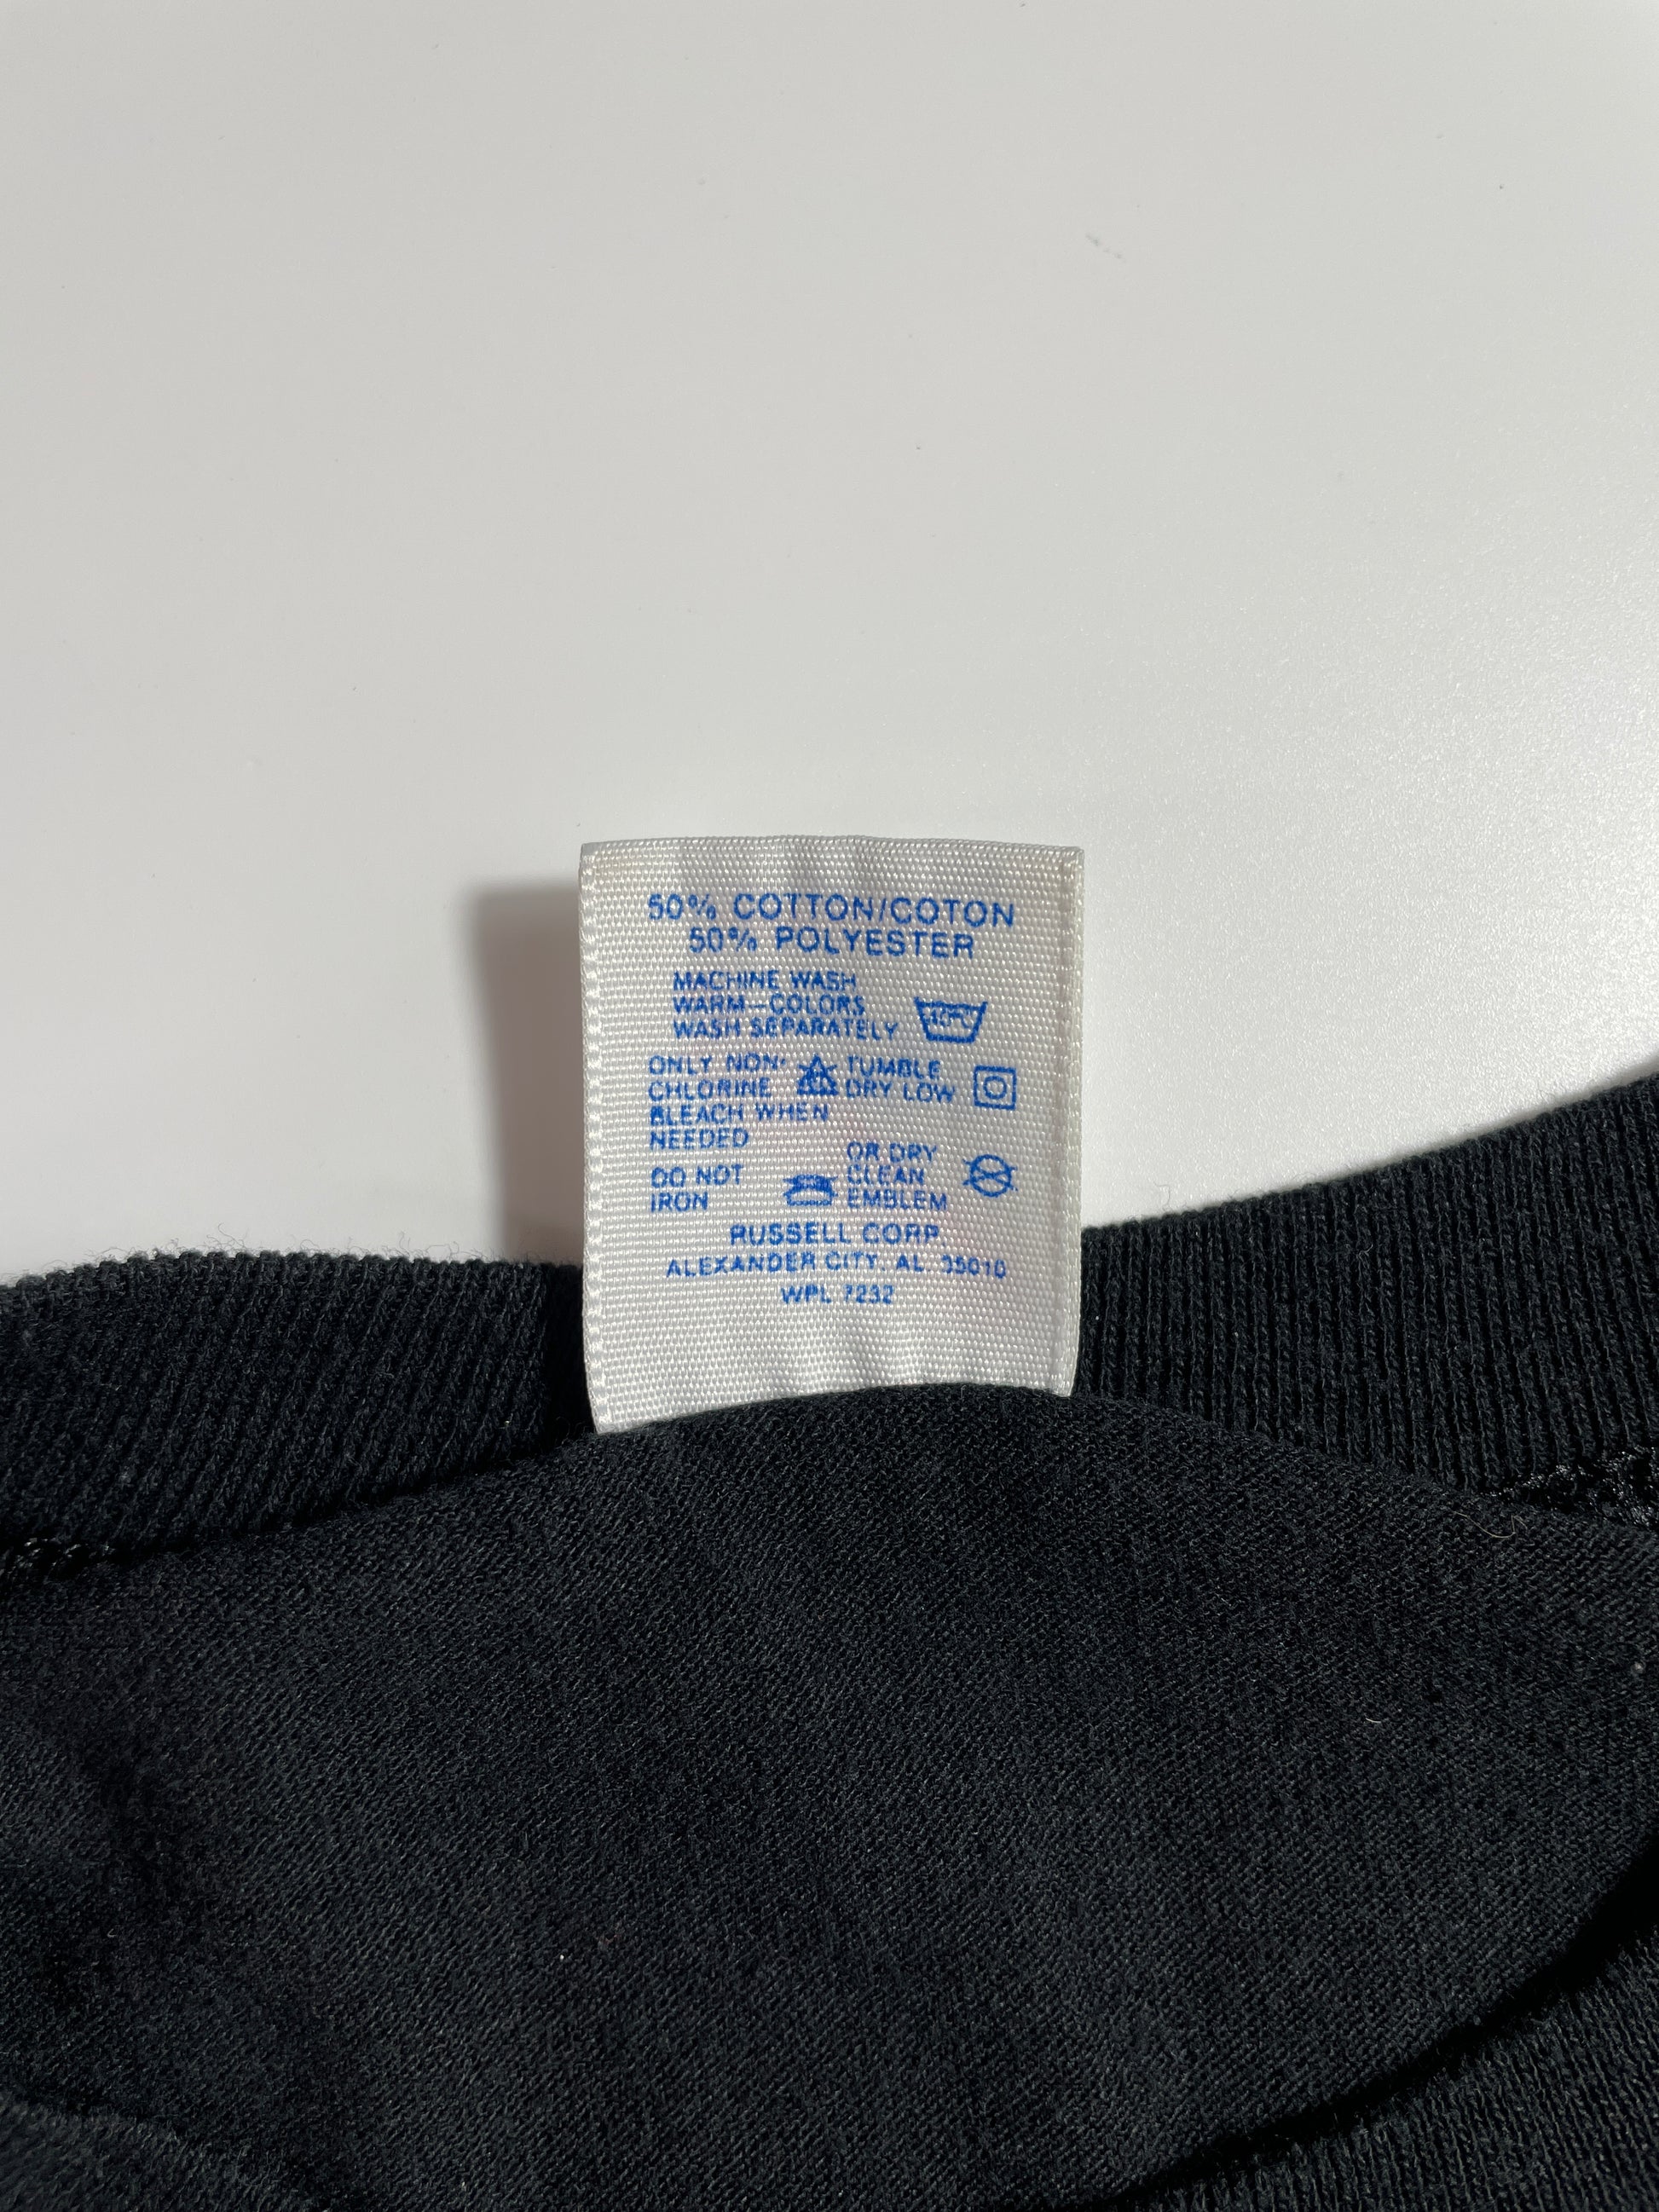 50% COTTON/COTON
50% POLYESTER
MACHINE WASH
WARM-COLORS
WASH SEPARATELY
40°C
ONLY NON-
CHLORINE
BLEACH WHEN
NEEDED
TUMBLE
DRY LOW
DO NOT
IRON
OR DRY
CLEAN
EMBLEM
RUSSELL CORP.
ALEXANDER CITY, AL. 35010
WPL 7232